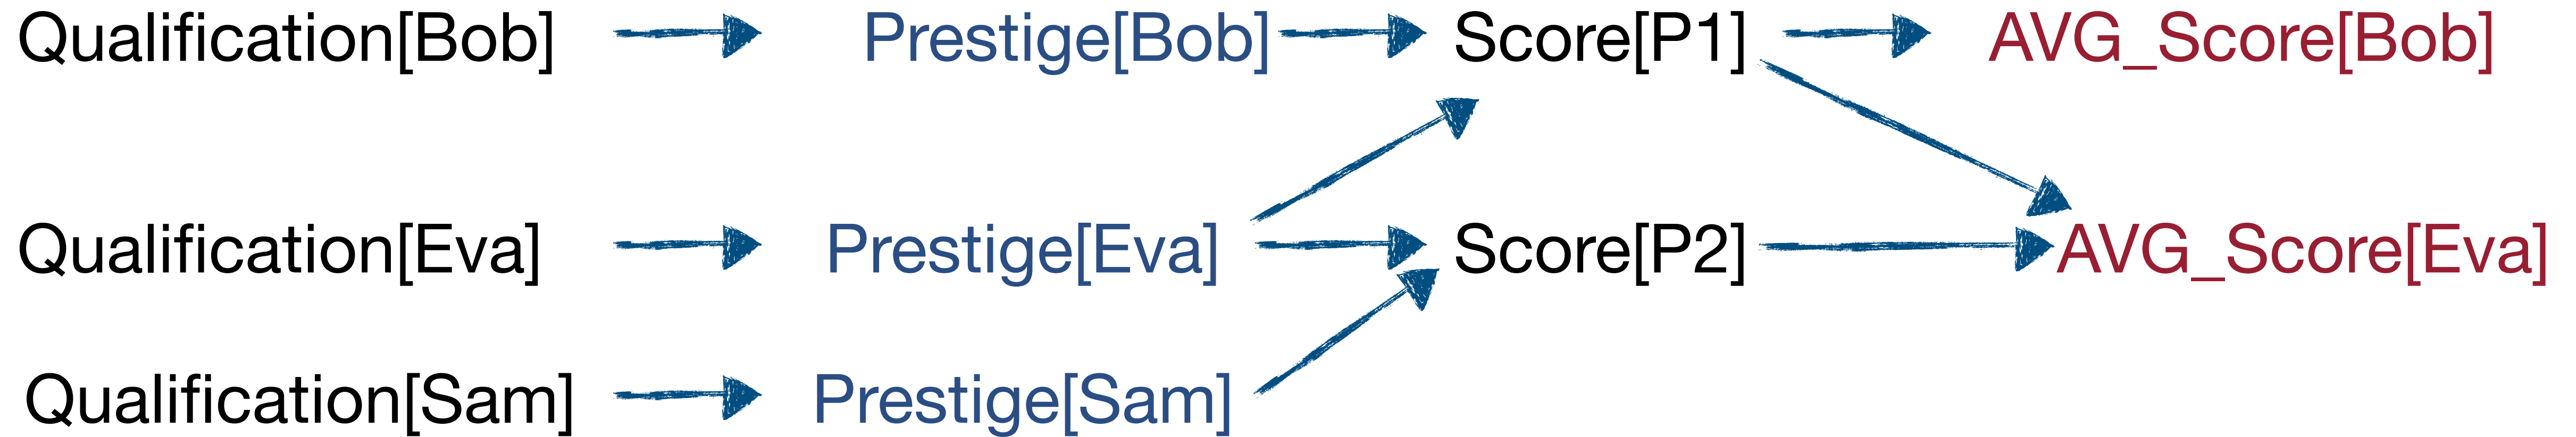 Qualification[Bob] Prestige[Bob] Score[P1] AVG_Score[Bob]
Qualification[Eva] Prestige[Eva] Score[P2] AVG_Score[Eva]
Qualification[Sam] Prestige[Sam]